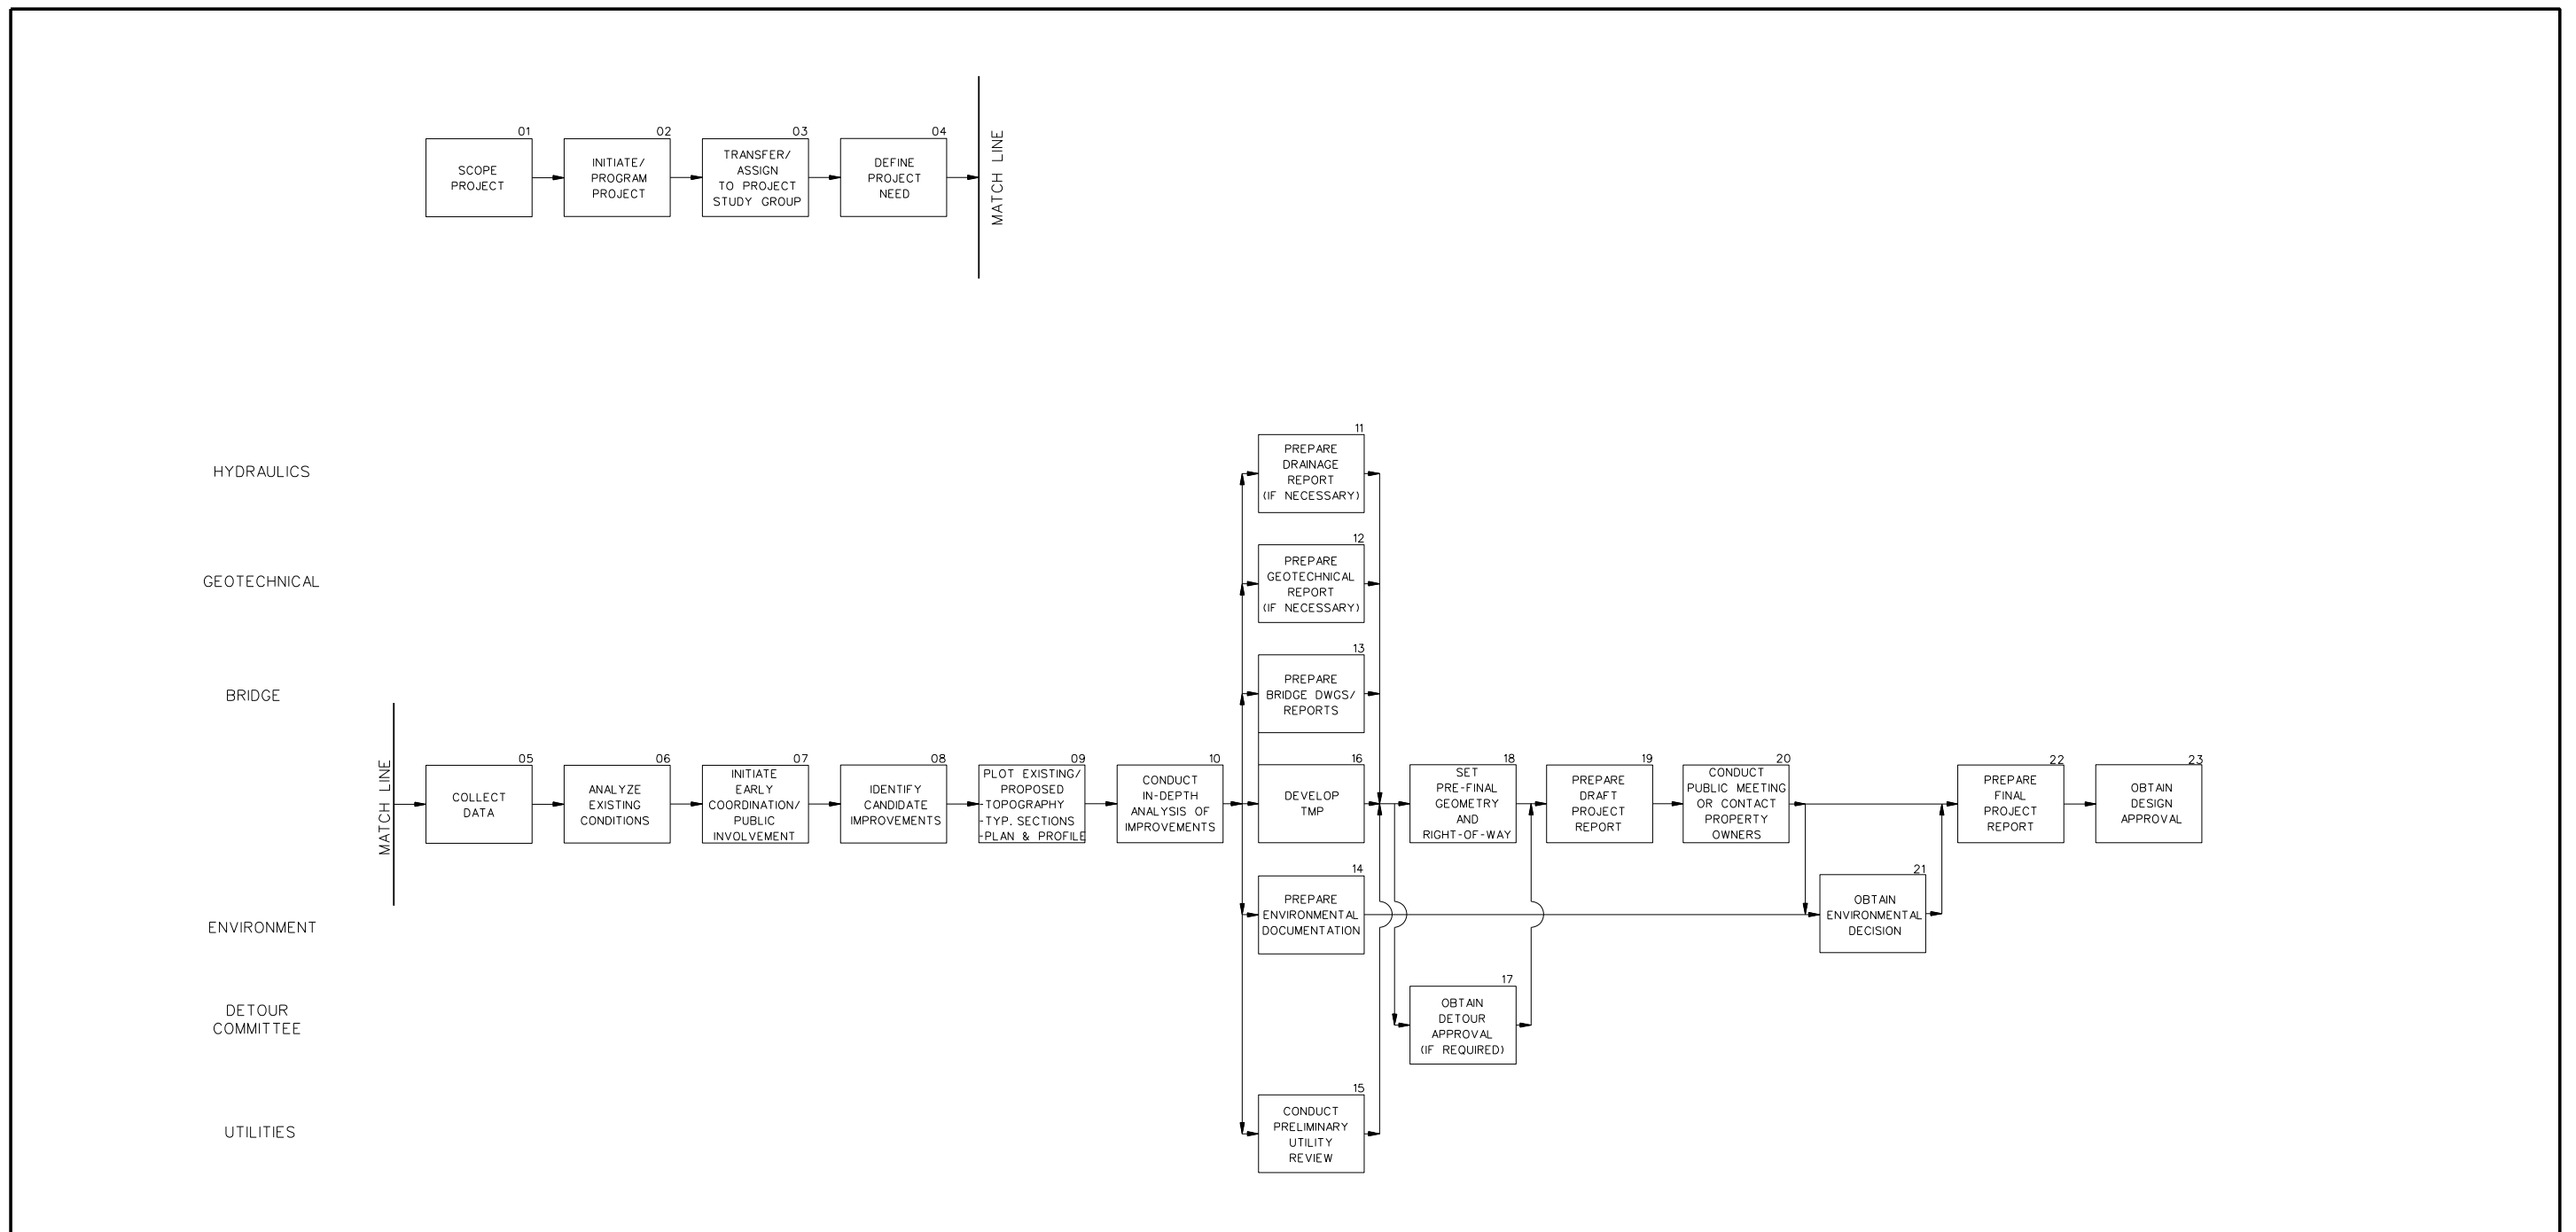 01
SCOPE
PROJECT
02
INITIATE/
PROGRAM
PROJECT
03
TRANSFER/
ASSIGN
TO PROJECT
STUDY GROUP
04
DEFINE
PROJECT
NEED
MATCH LINE
HYDRAULICS
11
PREPARE
DRAINAGE
REPORT
(IF NECESSARY)
GEOTECHNICAL
12
PREPARE
GEOTECHNICAL
REPORT
(IF NECESSARY)
BRIDGE
13
PREPARE
BRIDGE DWGS/
REPORTS
MATCH LINE
05
COLLECT
DATA
06
ANALYZE
EXISTING
CONDITIONS
07
INITIATE
EARLY
COORDINATION/
PUBLIC
INVOLVEMENT
08
IDENTIFY
CANDIDATE
IMPROVEMENTS
09
PLOT EXISTING/
PROPOSED
-TOPOGRAPHY
-TYP. SECTIONS
-PLAN & PROFILE
10
CONDUCT
IN-DEPTH
ANALYSIS OF
IMPROVEMENTS
16
DEVELOP
TMP
18
SET
PRE-FINAL
GEOMETRY
AND
RIGHT-OF-WAY
19
PREPARE
DRAFT
PROJECT
REPORT
20
CONDUCT
PUBLIC MEETING
OR CONTACT
PROPERTY
OWNERS
22
PREPARE
FINAL
PROJECT
REPORT
23
OBTAIN
DESIGN
APPROVAL
ENVIRONMENT
14
PREPARE
ENVIRONMENTAL
DOCUMENTATION
21
OBTAIN
ENVIRONMENTAL
DECISION
DETOUR
COMMITTEE
17
OBTAIN
DETOUR
APPROVAL
(IF REQUIRED)
UTILITIES
15
CONDUCT
PRELIMINARY
UTILITY
REVIEW